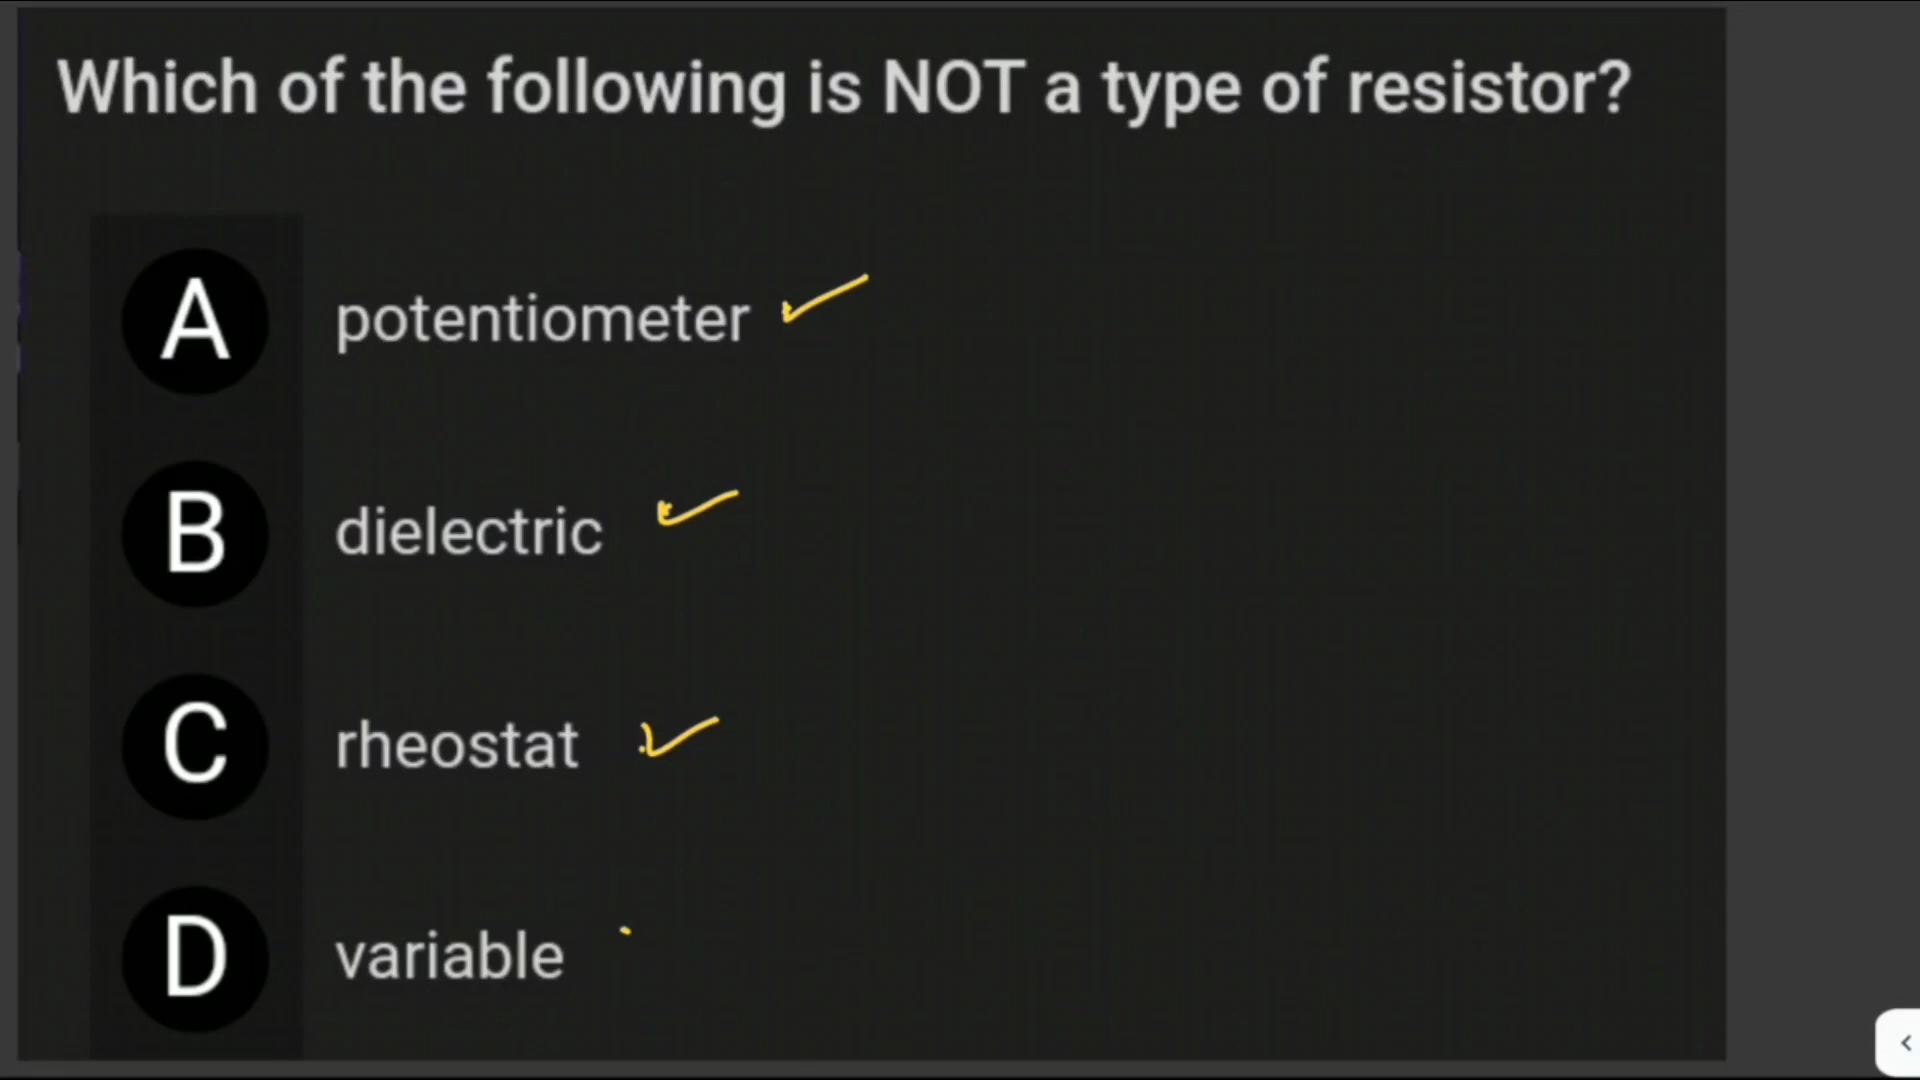 Which of the following is NOT a type of resistor?
A potentiometer
B dielectric
C rheostat
D variable